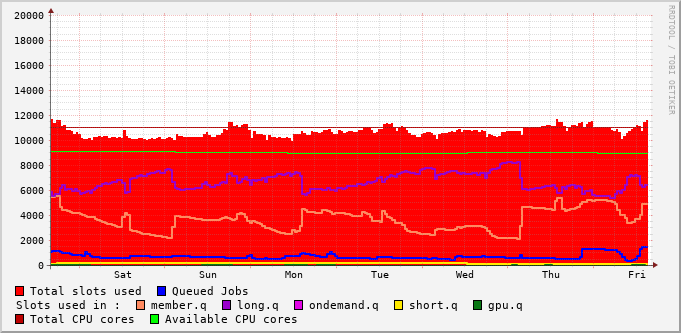 RRDTOOL / TOBI OETIKER
20000
18000
16000
14000
12000
10000
8000
6000
4000
2000
0
Sat Sun Mon Tue Wed Thu Fri
Total slots used Queued Jobs
Slots used in : member.q long.q ondemand.q short.q gpu.q
Total CPU cores Available CPU cores